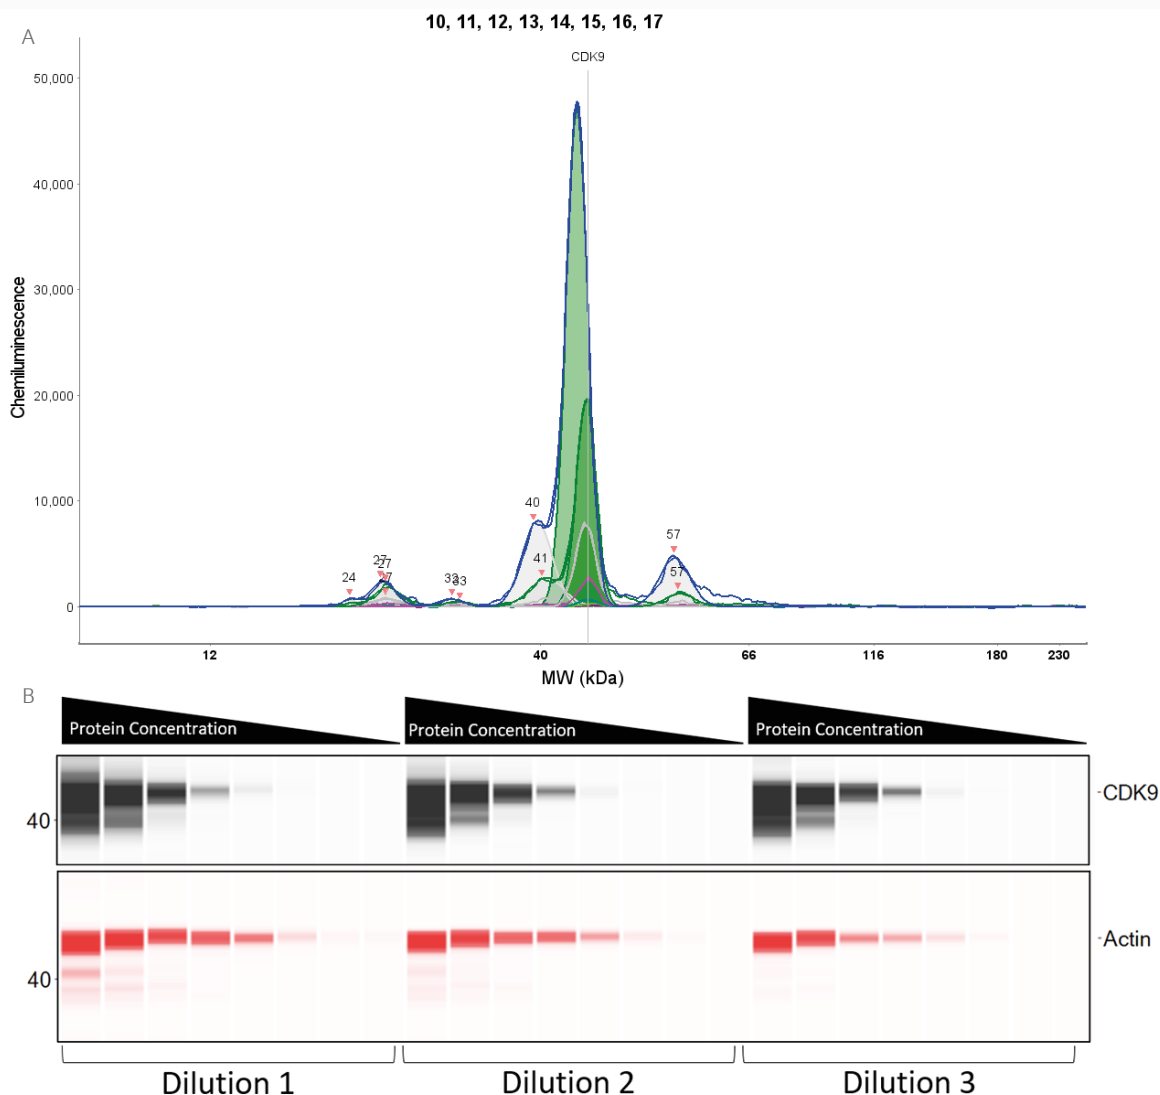 A
10, 11, 12, 13, 14, 15, 16, 17
CDK9
50,000
40,000
30,000
20,000
10,000
0
Chemiluminescence
40
41
57
57
24
27
27
33
33
12 40 66 116 180 230
MW (kDa)
B
Protein Concentration Protein Concentration Protein Concentration
40 CDK9
Actin
40
Dilution 1 Dilution 2 Dilution 3